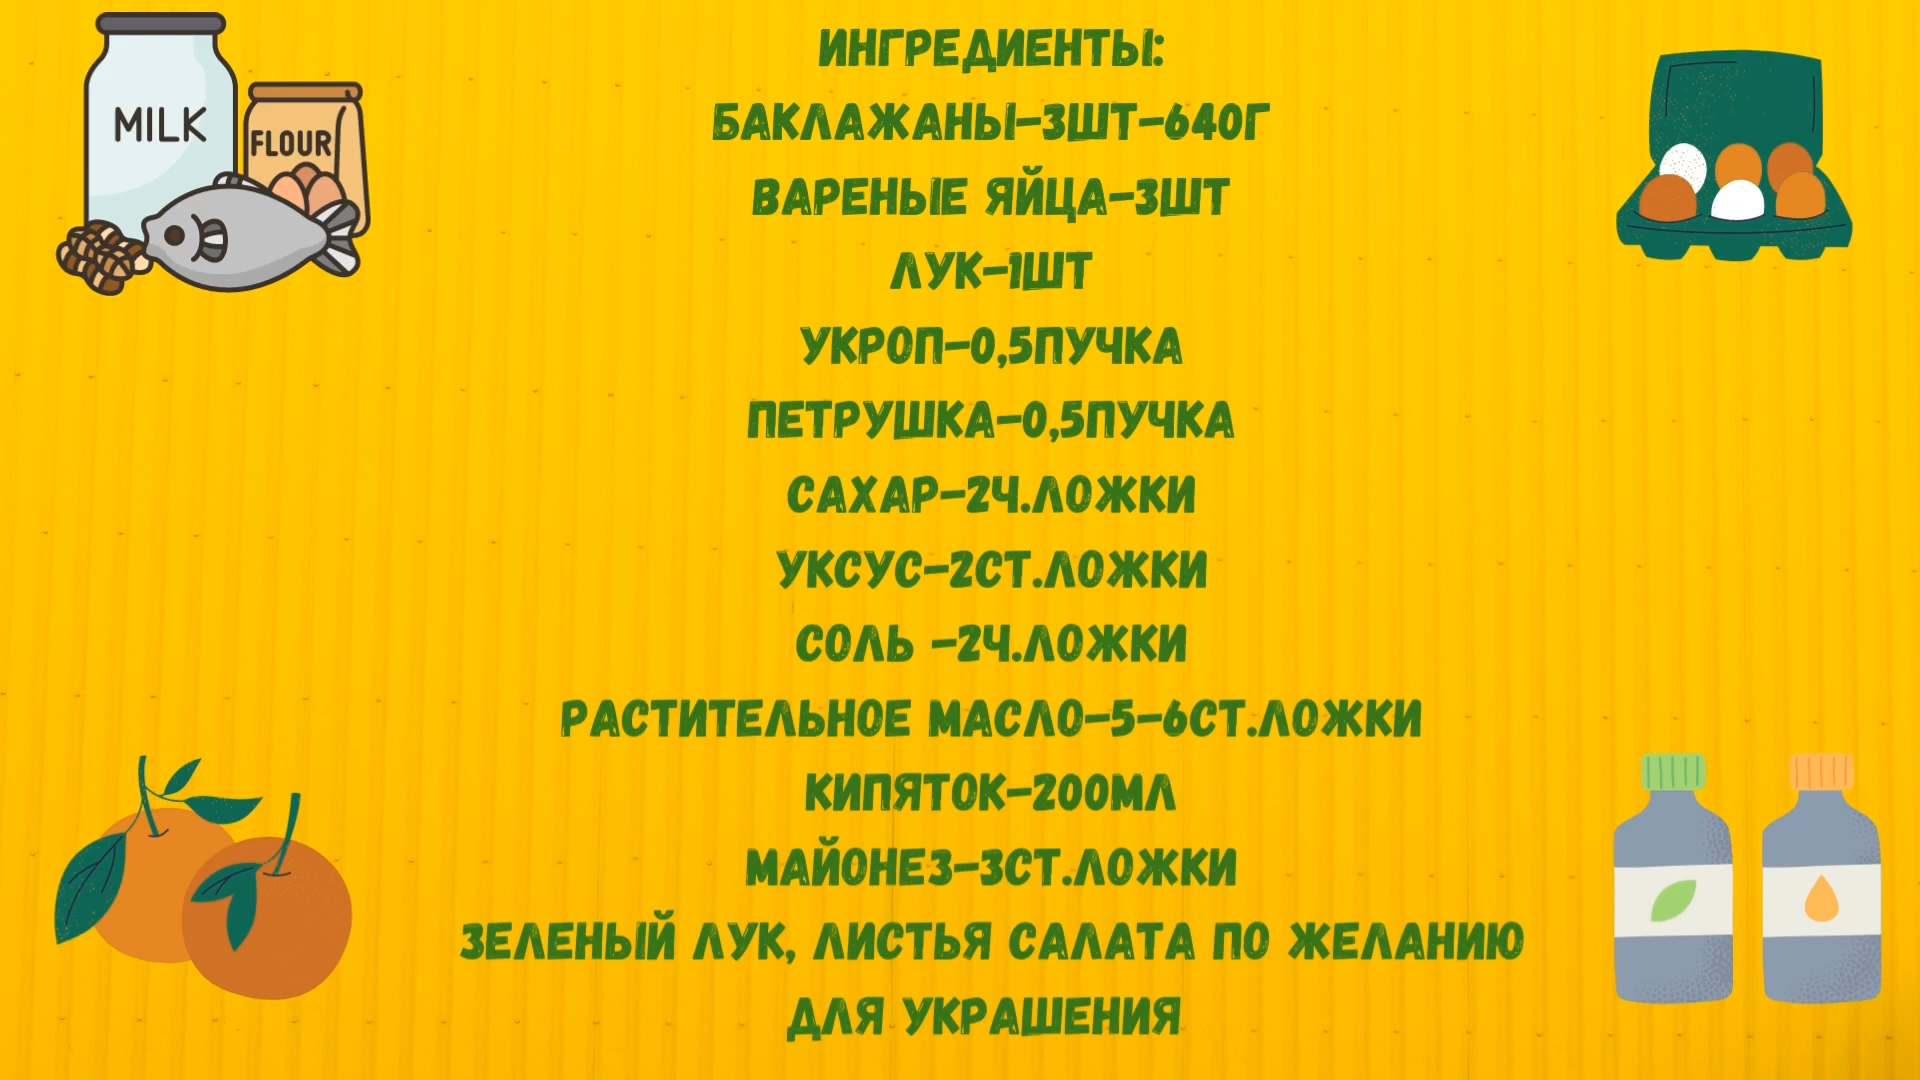 MILK
FLOUR
ИНГРЕДИЕНТЫ:
БАКЛАЖАНЫ-3ШТ-640Г
ВАРЕНЫЕ ЯЙЦА-3ШТ
ЛУК-1ШТ
УКРОП-0,5ПУЧКА
ПЕТРУШКА-0,5ПУЧКА
САХАР-2Ч.ЛОЖКИ
УКСУС-2СТ.ЛОЖКИ
СОЛЬ -2Ч.ЛОЖКИ
РАСТИТЕЛЬНОЕ МАСЛО-5-6СТ.ЛОЖКИ
КИПЯТОК-200МЛ
МАЙОНЕЗ-3СТ.ЛОЖКИ
ЗЕЛЕНЫЙ ЛУК, ЛИСТЬЯ САЛАТА ПО ЖЕЛАНИЮ
ДЛЯ УКРАШЕНИЯ